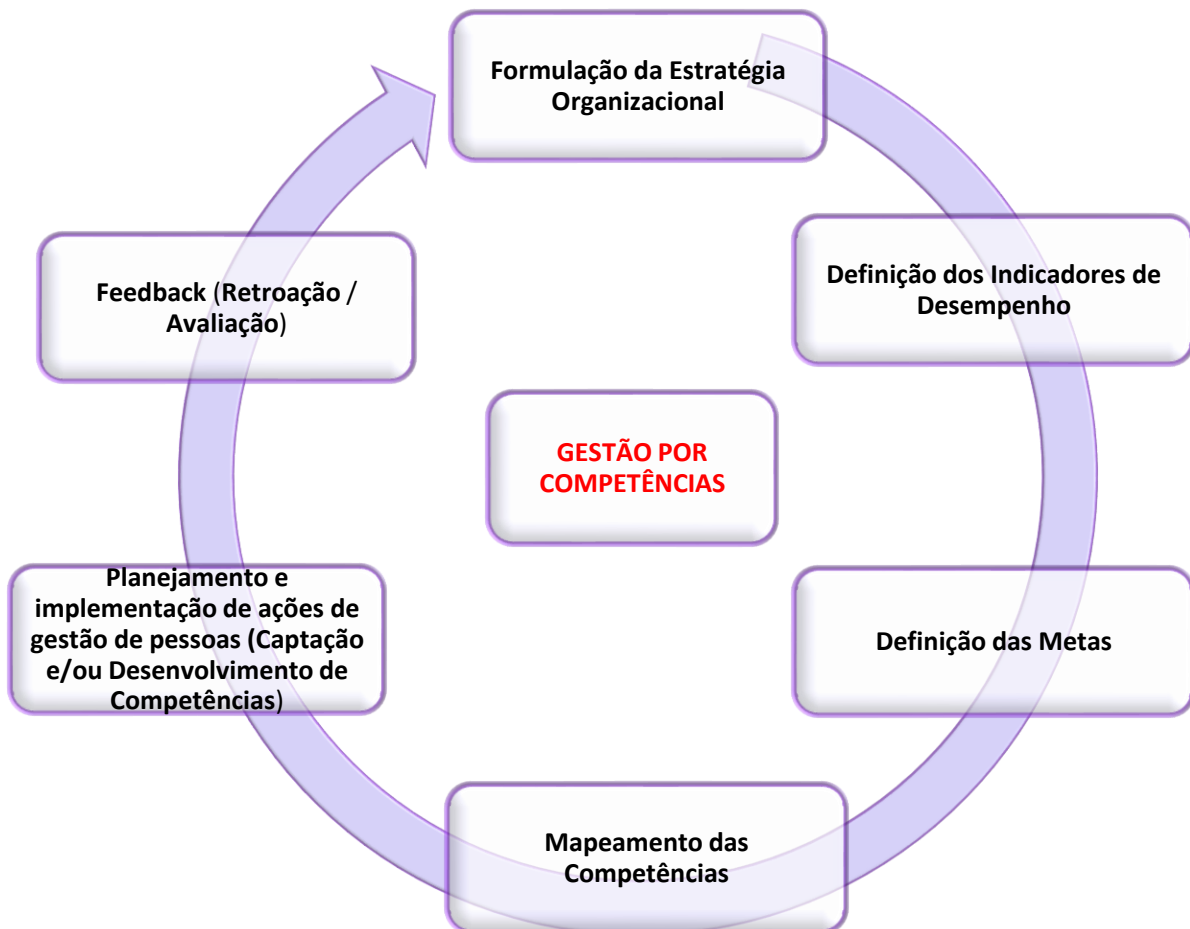 Formulação da Estratégia
Organizacional
Definição dos Indicadores de
Desempenho
Definição das Metas
Mapeamento das
Competências
Planejamento e
implementação de ações de
gestão de pessoas (Captação
e/ou Desenvolvimento de
Competências)
Feedback (Retroação /
Avaliação)
GESTÃO POR
COMPETÊNCIAS